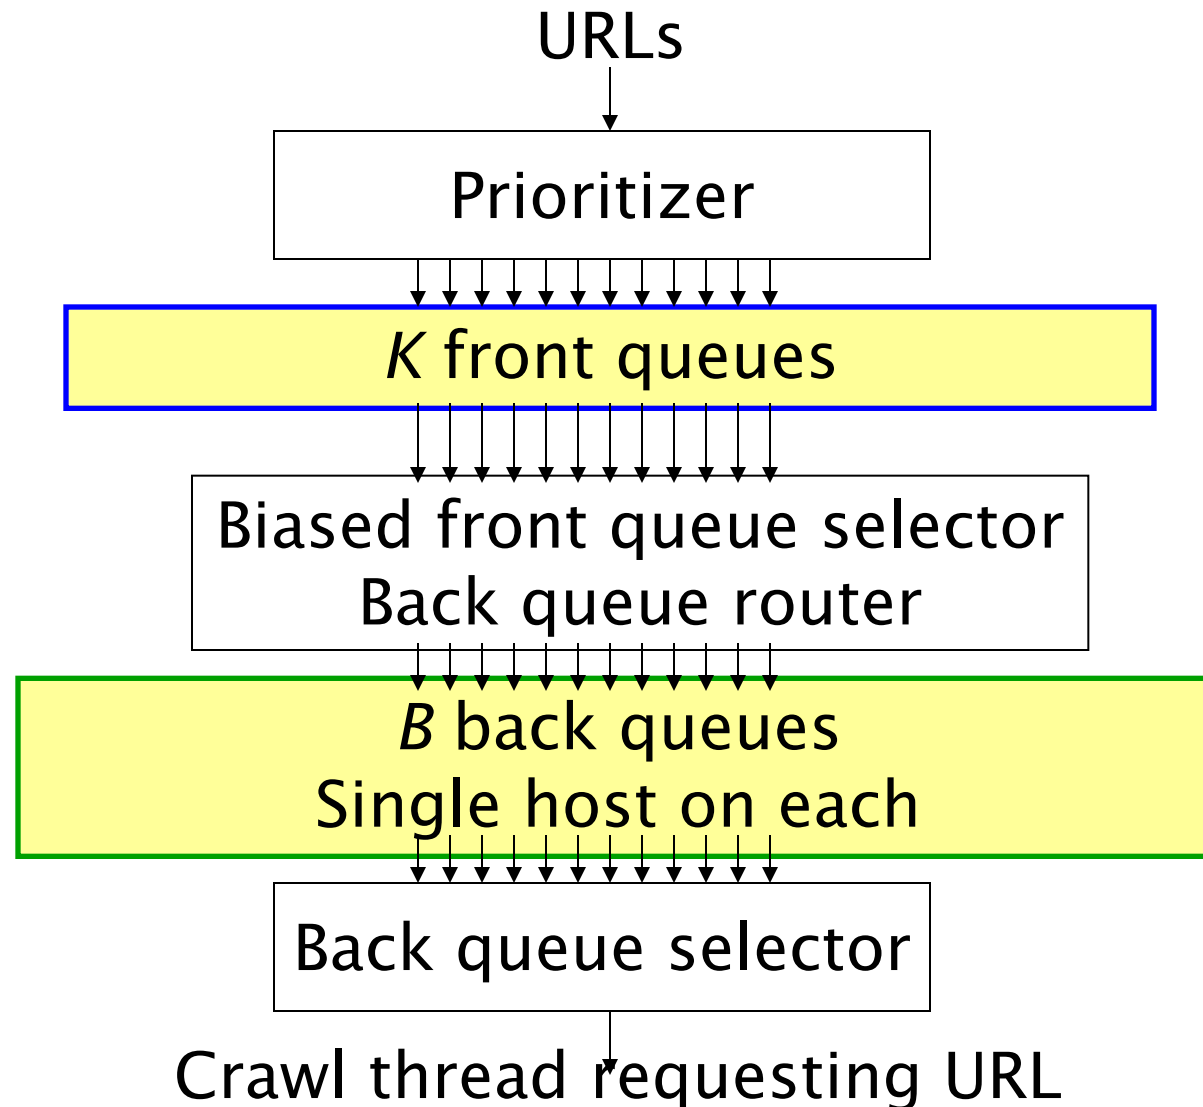 URLs
Prioritizer
K front queues
Biased front queue selector
Back queue router
B back queues
Single host on each
Back queue selector
Crawl thread requesting URL